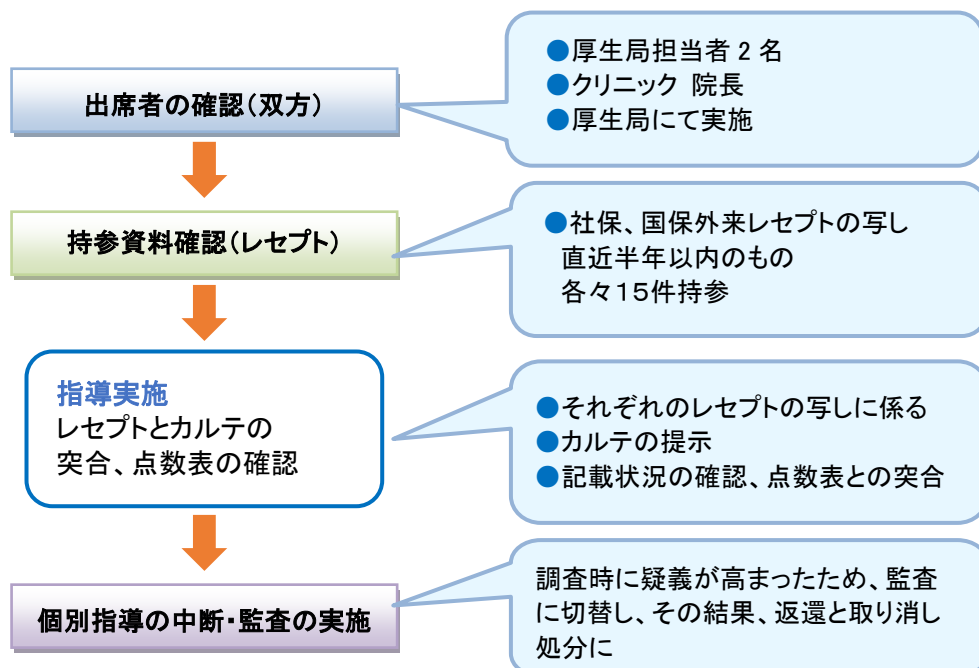 出席者の確認(双方)
●厚生局担当者 2 名
●クリニック 院長
●厚生局にて実施
持参資料確認(レセプト)
●社保、国保外来レセプトの写し
直近半年以内のもの
各々15件持参
指導実施
レセプトとカルテの
突合、点数表の確認
●それぞれのレセプトの写しに係る
●カルテの提示
●記載状況の確認、点数表との突合
個別指導の中断・監査の実施
調査時に疑義が高まったため、監査
に切替し、その結果、返還と取り消し
処分に